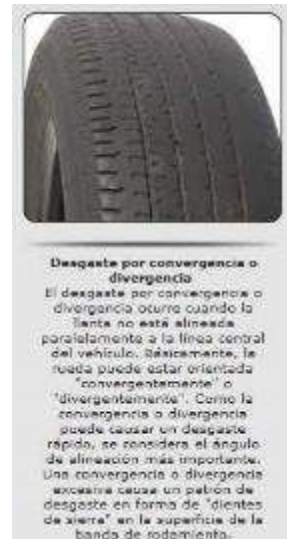 Desgaste por convergencia o
divergencia
El desgaste por convergencia o
divergencia ocurre cuando la
llanta no está alineada
paralelamente a la línea central
del vehículo. Básicamente, la
rueda puede estar orientada
"convergentemente" o
"divergentemente". Como la
convergencia o divergencia
puede causar un desgaste
rápido, se considera el ángulo
de alineación más importante.
Una convergencia o divergencia
excesiva causa un patrón de
desgaste en forma de "dientes
de sierra" en la superficie de la
banda de rodamiento.